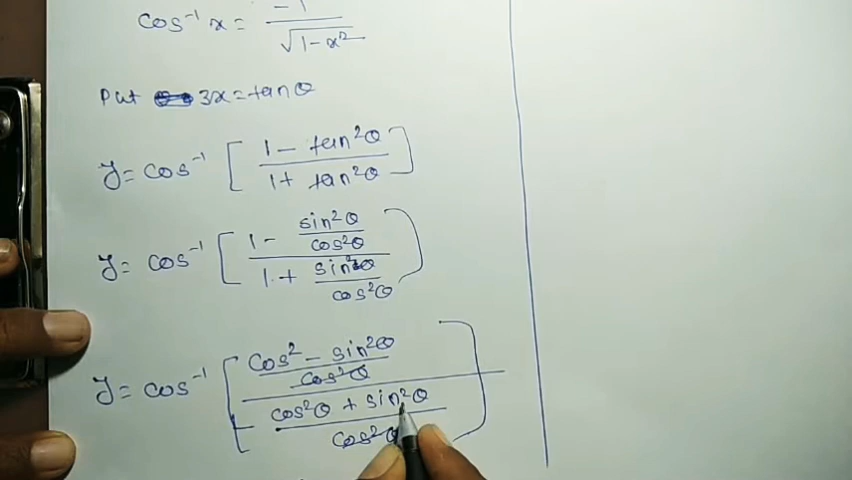 cos⁻¹ x = -1 / √1-x²
Put 3x = tanθ
y = cos⁻¹ [ 1 - tan²θ / 1 + tan²θ ]
y = cos⁻¹ [ 1 - sin²θ/cos²θ / 1 + sin²θ/cos²θ ]
y = cos⁻¹ [ cos² - sin²θ / cos²θ / cos²θ + sin²θ / cos²θ ]